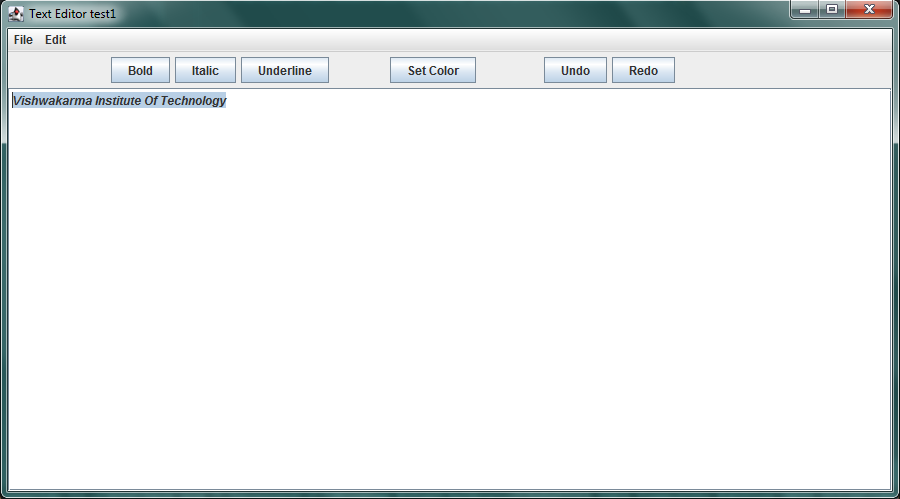 Text Editor test1
File Edit
Bold Italic Underline Set Color Undo Redo
Vishwakarma Institute Of Technology